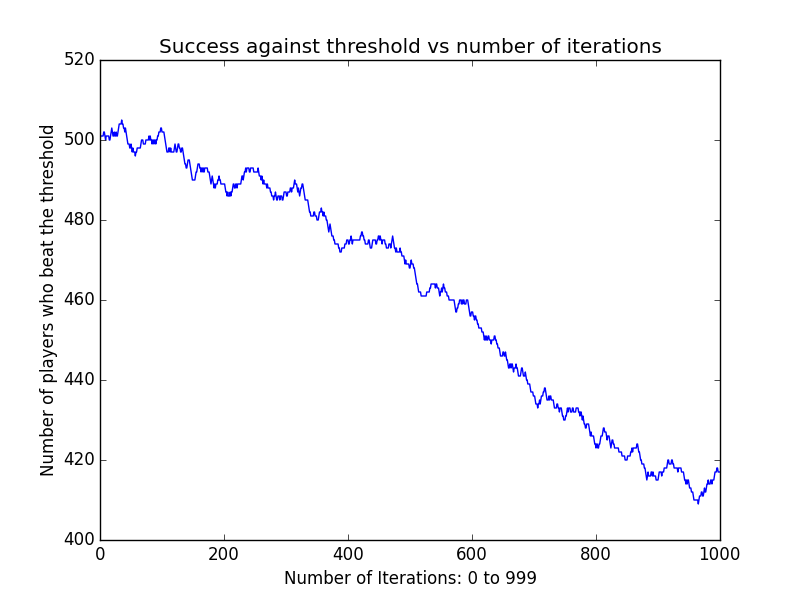 Success against threshold vs number of iterations
520
500
480
460
440
420
400
Number of players who beat the threshold
0 200 400 600 800 1000
Number of Iterations: 0 to 999